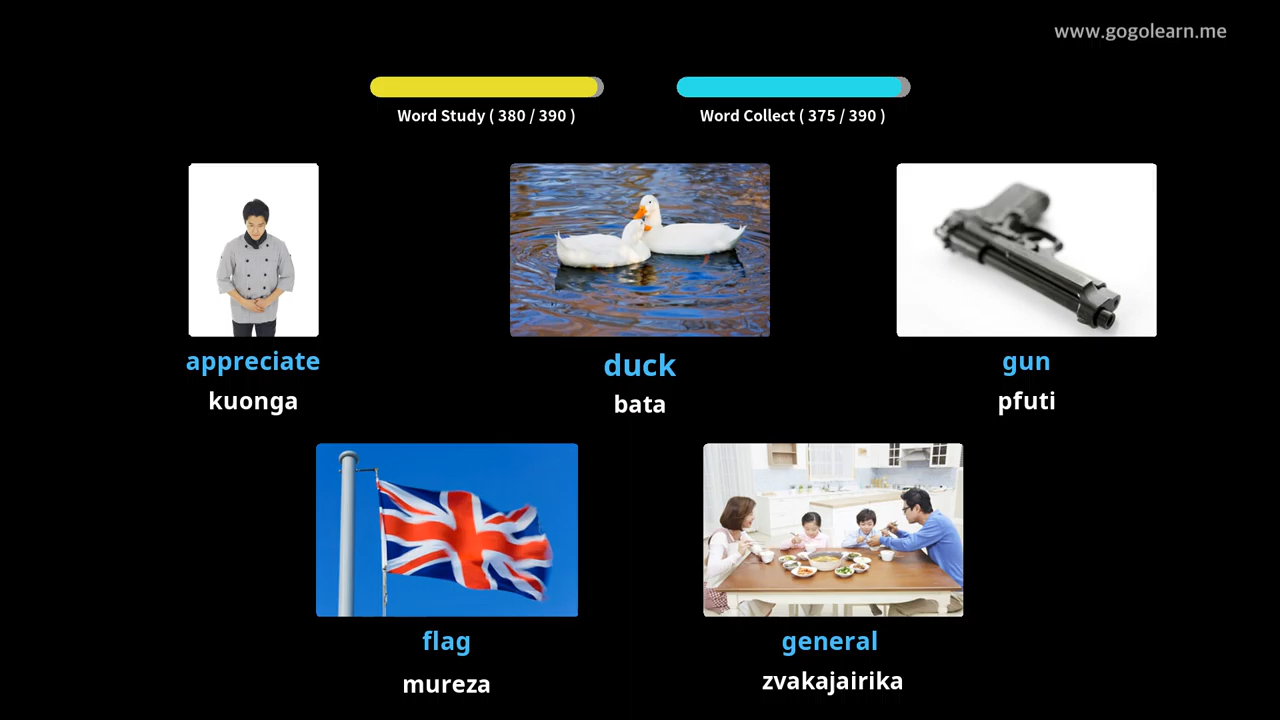 www.gogolearn.me
Word Study ( 380 / 390 )
Word Collect ( 375 / 390 )
appreciate
kuonga
duck
bata
gun
pfuti
flag
mureza
general
zvakajairika